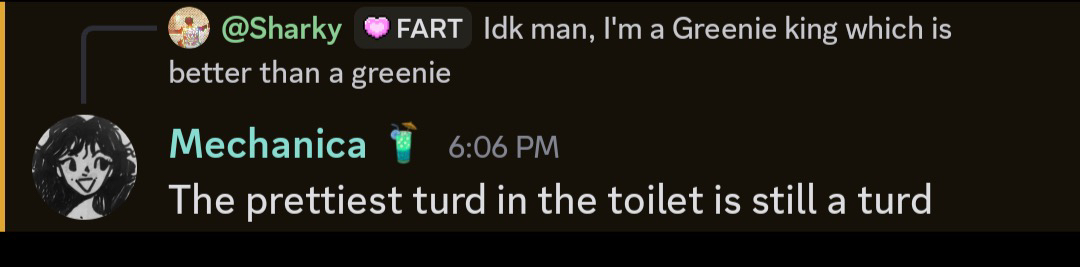 @Sharky FART Idk man, I'm a Greenie king which is
better than a greenie
Mechanica 6:06 PM
The prettiest turd in the toilet is still a turd